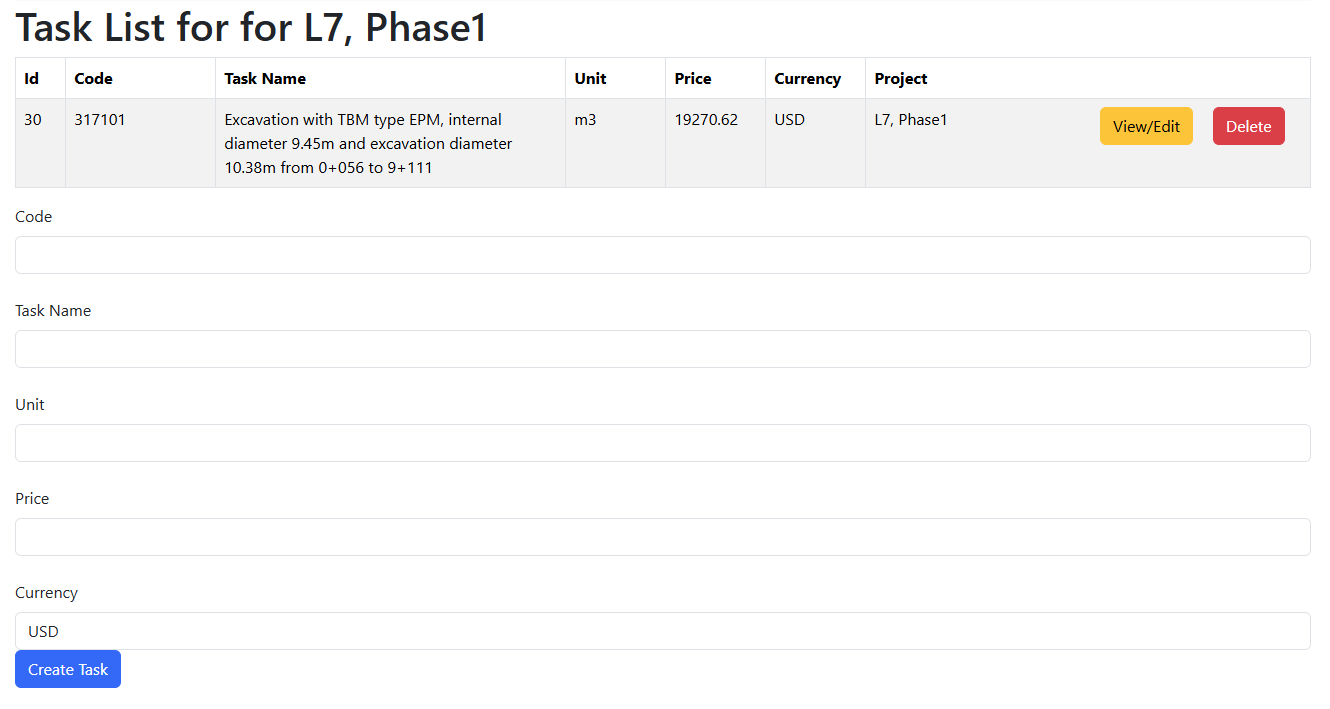 Task List for for L7, Phase1
Id Code Task Name Unit Price Currency Project
30 317101 Excavation with TBM type EPM, internal m3 19270.62 USD L7, Phase1 View/Edit Delete
diameter 9.45m and excavation diameter
10.38m from 0+056 to 9+111
Code
Task Name
Unit
Price
Currency
USD
Create Task